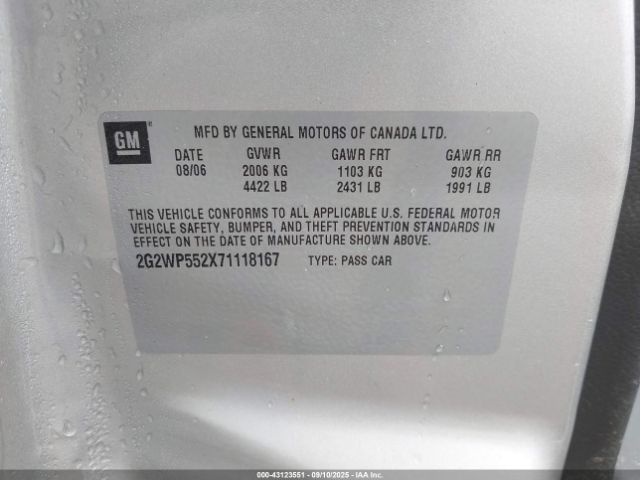 GM ®
MFD BY GENERAL MOTORS OF CANADA LTD.
DATE GVWR GAWR FRT GAWR RR
08/06 2006 KG 1103 KG 903 KG
4422 LB 2431 LB 1991 LB
THIS VEHICLE CONFORMS TO ALL APPLICABLE U.S. FEDERAL MOTOR
VEHICLE SAFETY, BUMPER, AND THEFT PREVENTION STANDARDS IN
EFFECT ON THE DATE OF MANUFACTURE SHOWN ABOVE.
2G2WP552X71118167 TYPE: PASS CAR
000-43123551 - 09/10/2025 - IAA Inc.